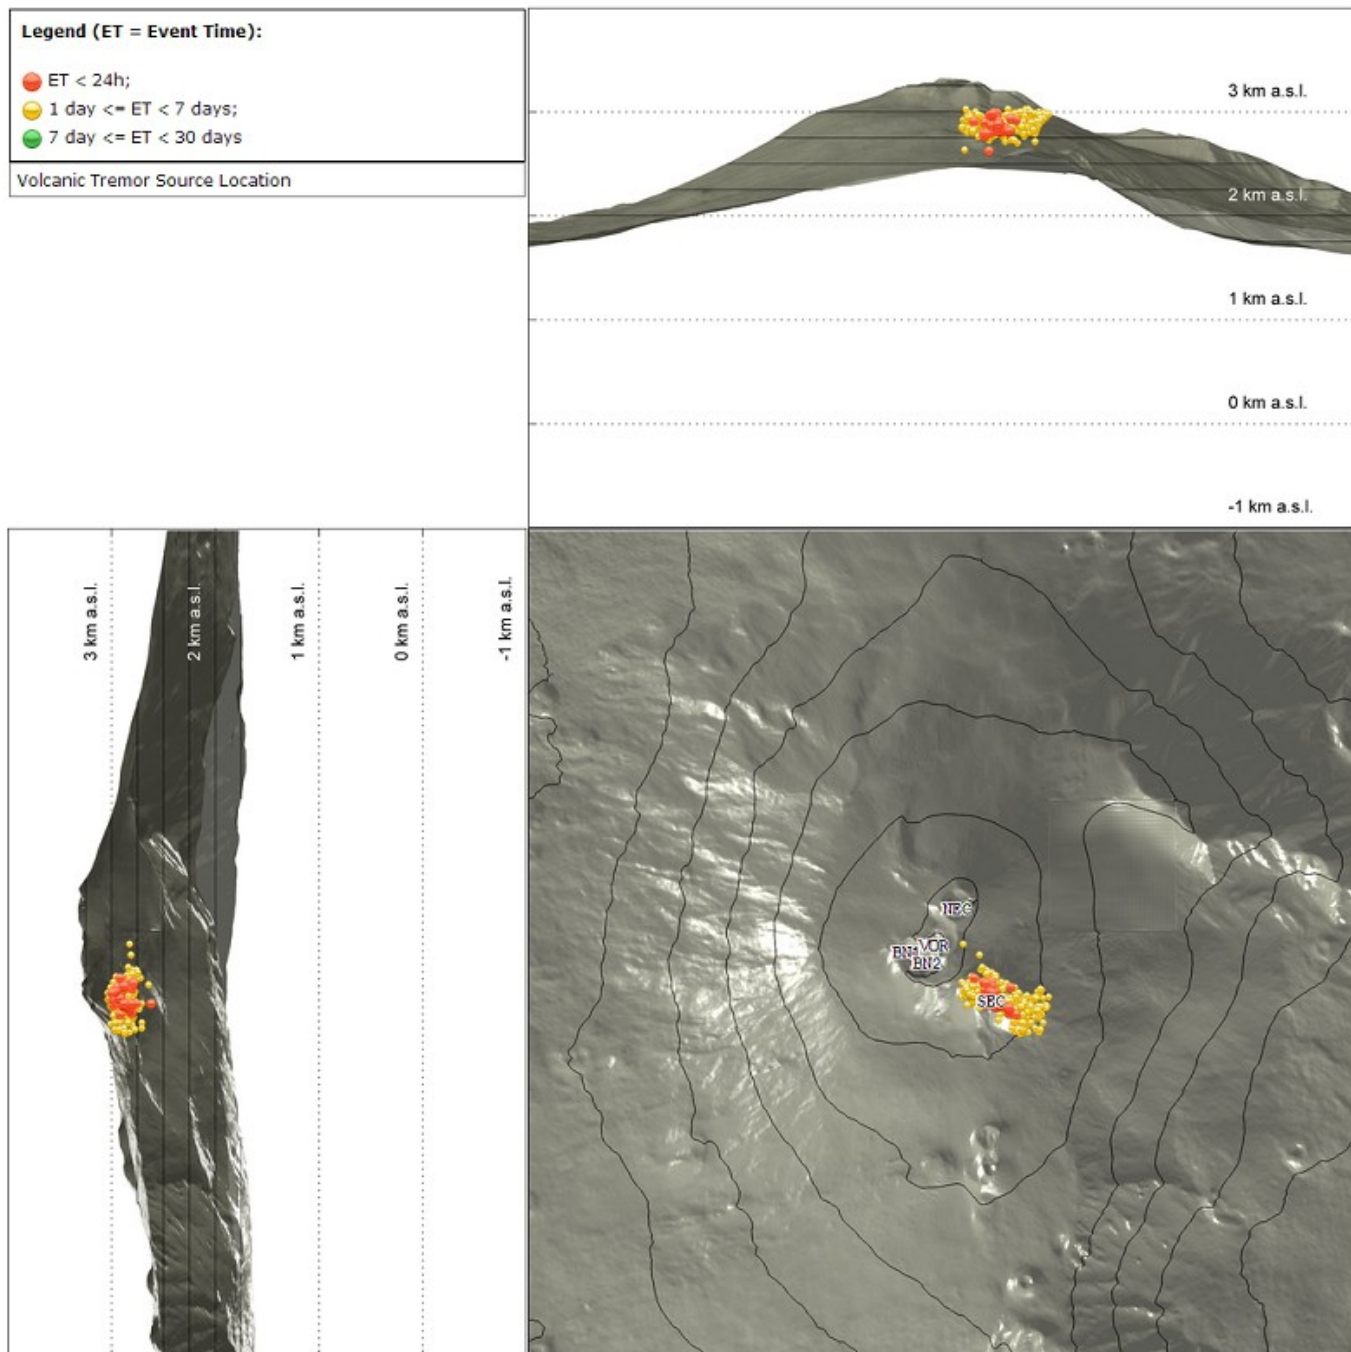 Legend (ET = Event Time):
ET < 24h;
1 day <= ET < 7 days;
7 day <= ET < 30 days
Volcanic Tremor Source Location
3 km a.s.l.
2 km a.s.l.
1 km a.s.l.
0 km a.s.l.
-1 km a.s.l.
3 km a.s.l.
2 km a.s.l.
1 km a.s.l.
0 km a.s.l.
-1 km a.s.l.
NEC
BN1
VOR
BN2
SEC